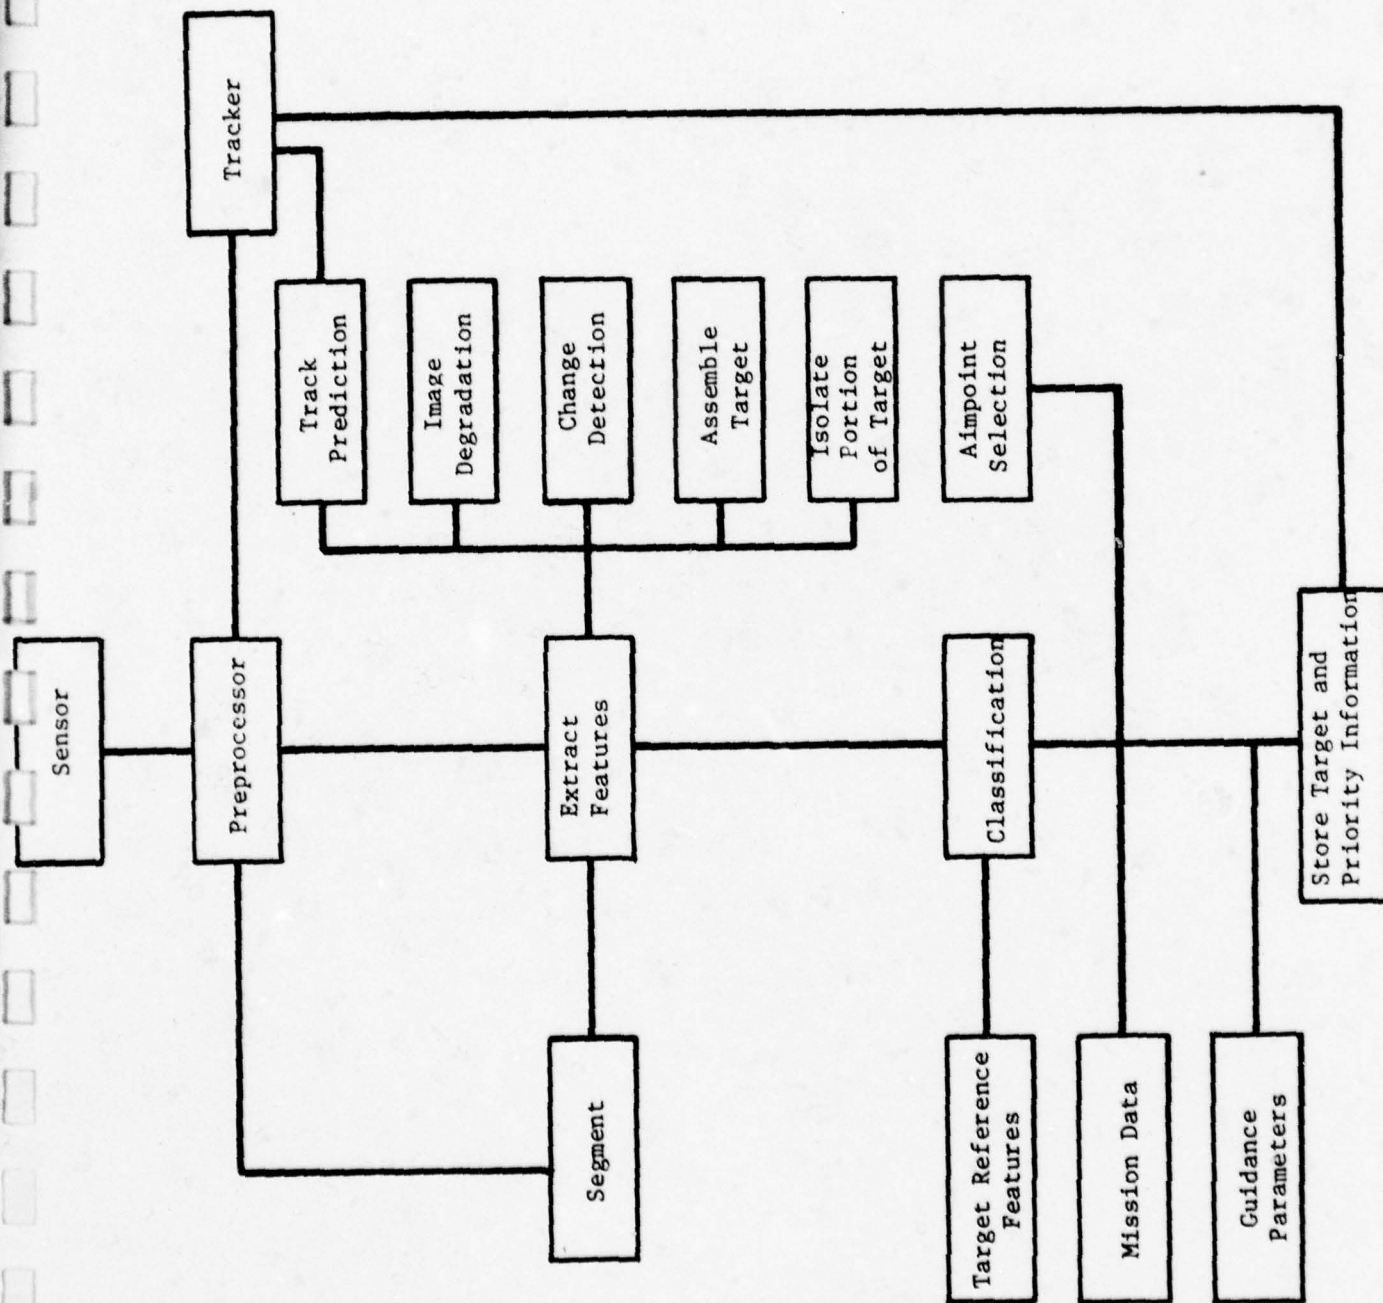 Sensor
Preprocessor
Tracker
Track
Prediction
Image
Degradation
Change
Detection
Assemble
Target
Isolate
Portion
of Target
Aimpoint
Selection
Extract
Features
Segment
Classification
Target Reference
Features
Mission Data
Guidance
Parameters
Store Target and
Priority Information